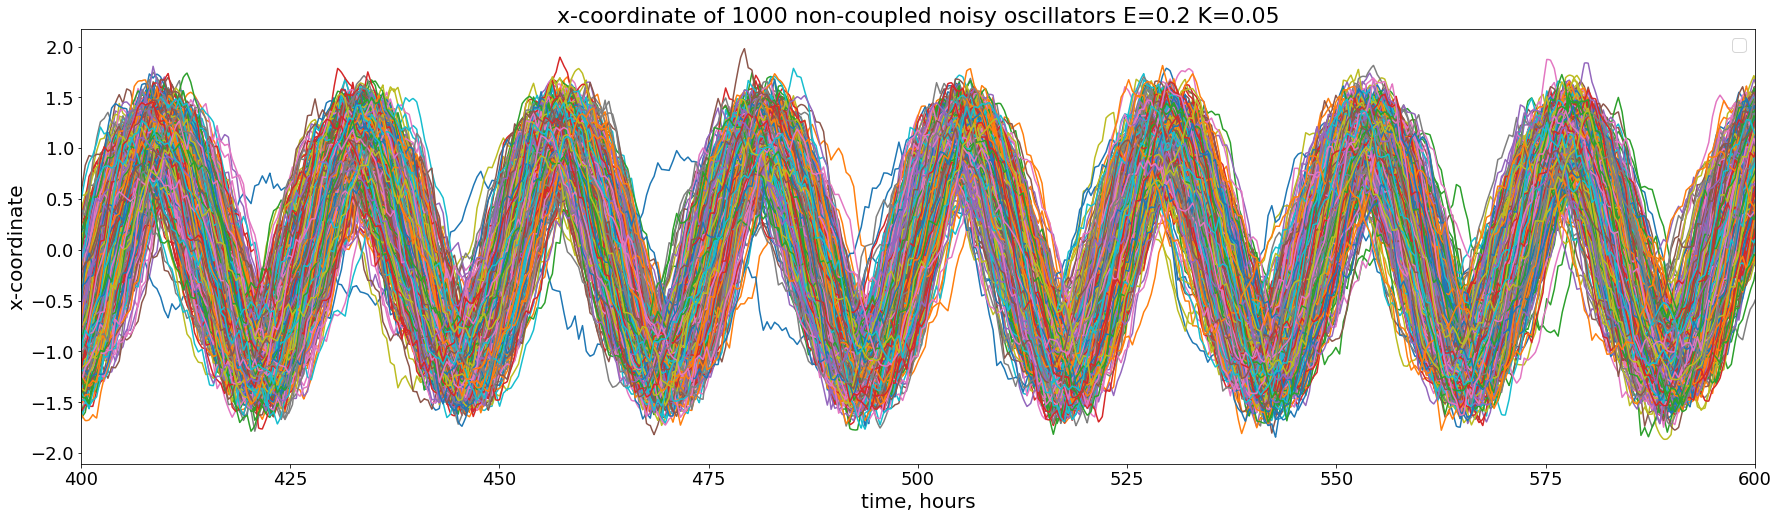 x-coordinate of 1000 non-coupled noisy oscillators E=0.2 K=0.05
x-coordinate
2.0
1.5
1.0
0.5
0.0
−0.5
−1.0
−1.5
−2.0
400 425 450 475 500 525 550 575 600
time, hours